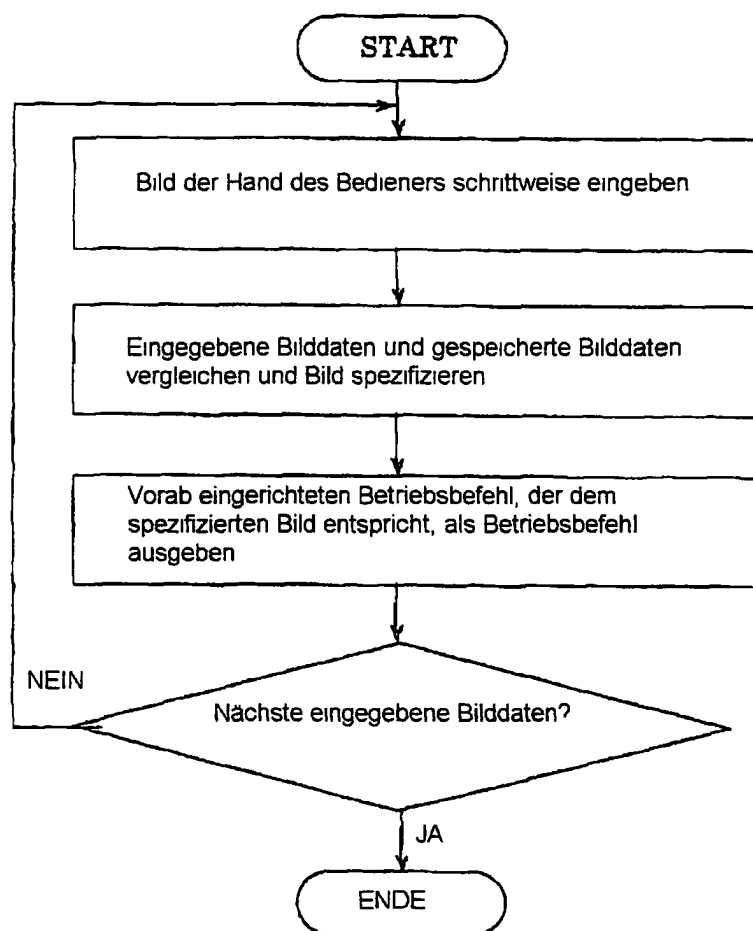 START
Bild der Hand des Bedieners schrittweise eingeben
Eingegebene Bilddaten und gespeicherte Bilddaten
vergleichen und Bild spezifizieren
Vorab eingerichteten Betriebsbefehl, der dem
spezifizierten Bild entspricht, als Betriebsbefehl
ausgeben
NEIN
Nächste eingegebene Bilddaten?
JA
ENDE